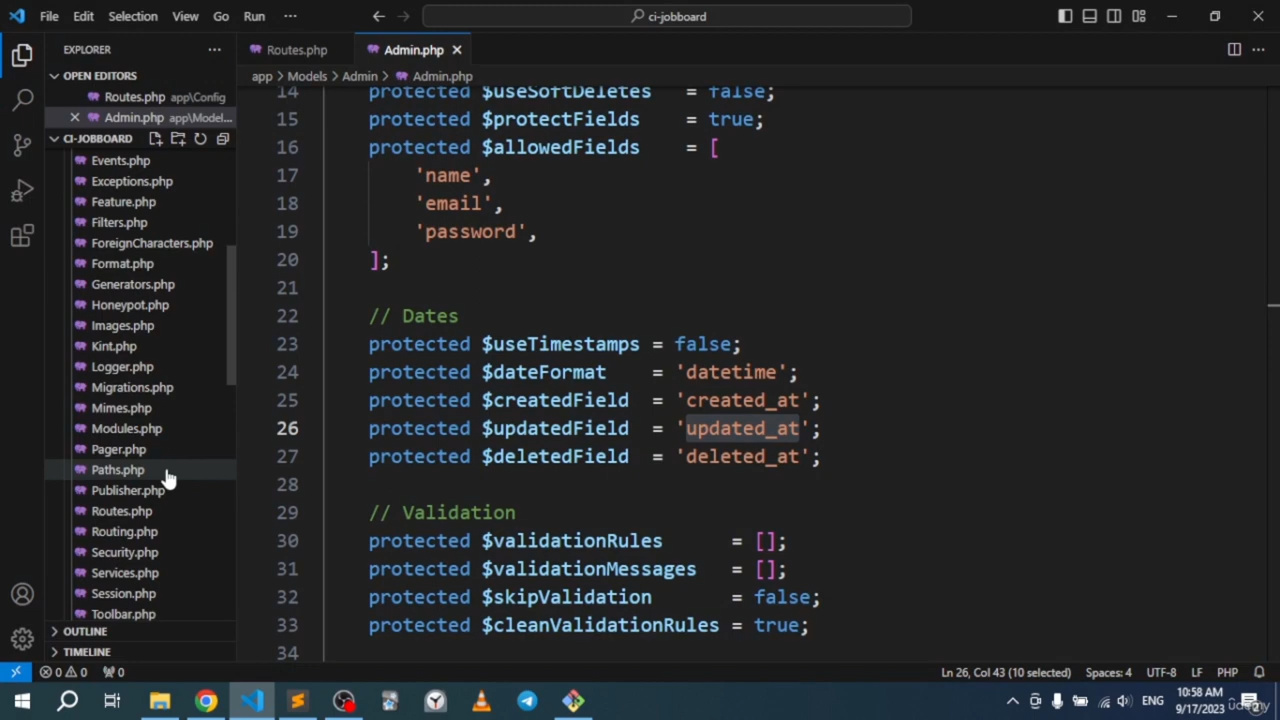 File Edit Selection View Go Run ··· ci-jobboard
EXPLORER ···
OPEN EDITORS
Routes.php app\Config
Admin.php app\Model...
CI-JOBBOARD
Events.php
Exceptions.php
Feature.php
Filters.php
ForeignCharacters.php
Format.php
Generators.php
Honeypot.php
Images.php
Kint.php
Logger.php
Migrations.php
Mimes.php
Modules.php
Pager.php
Paths.php
Publisher.php
Routes.php
Routing.php
Security.php
Services.php
Session.php
Toolbar.php
OUTLINE
TIMELINE
Routes.php Admin.php
app > Models > Admin > Admin.php
14 protected $useSoftDeletes = false;
15 protected $protectFields = true;
16 protected $allowedFields = [
17 'name',
18 'email',
19 'password',
20 ];
21
22 // Dates
23 protected $useTimestamps = false;
24 protected $dateFormat = 'datetime';
25 protected $createdField = 'created_at';
26 protected $updatedField = 'updated_at';
27 protected $deletedField = 'deleted_at';
28
29 // Validation
30 protected $validationRules = [];
31 protected $validationMessages = [];
32 protected $skipValidation = false;
33 protected $cleanValidationRules = true;
34
0 0 0 Ln 26, Col 43 (10 selected) Spaces: 4 UTF-8 LF PHP
ENG 10:58 AM
9/17/2023
udemy